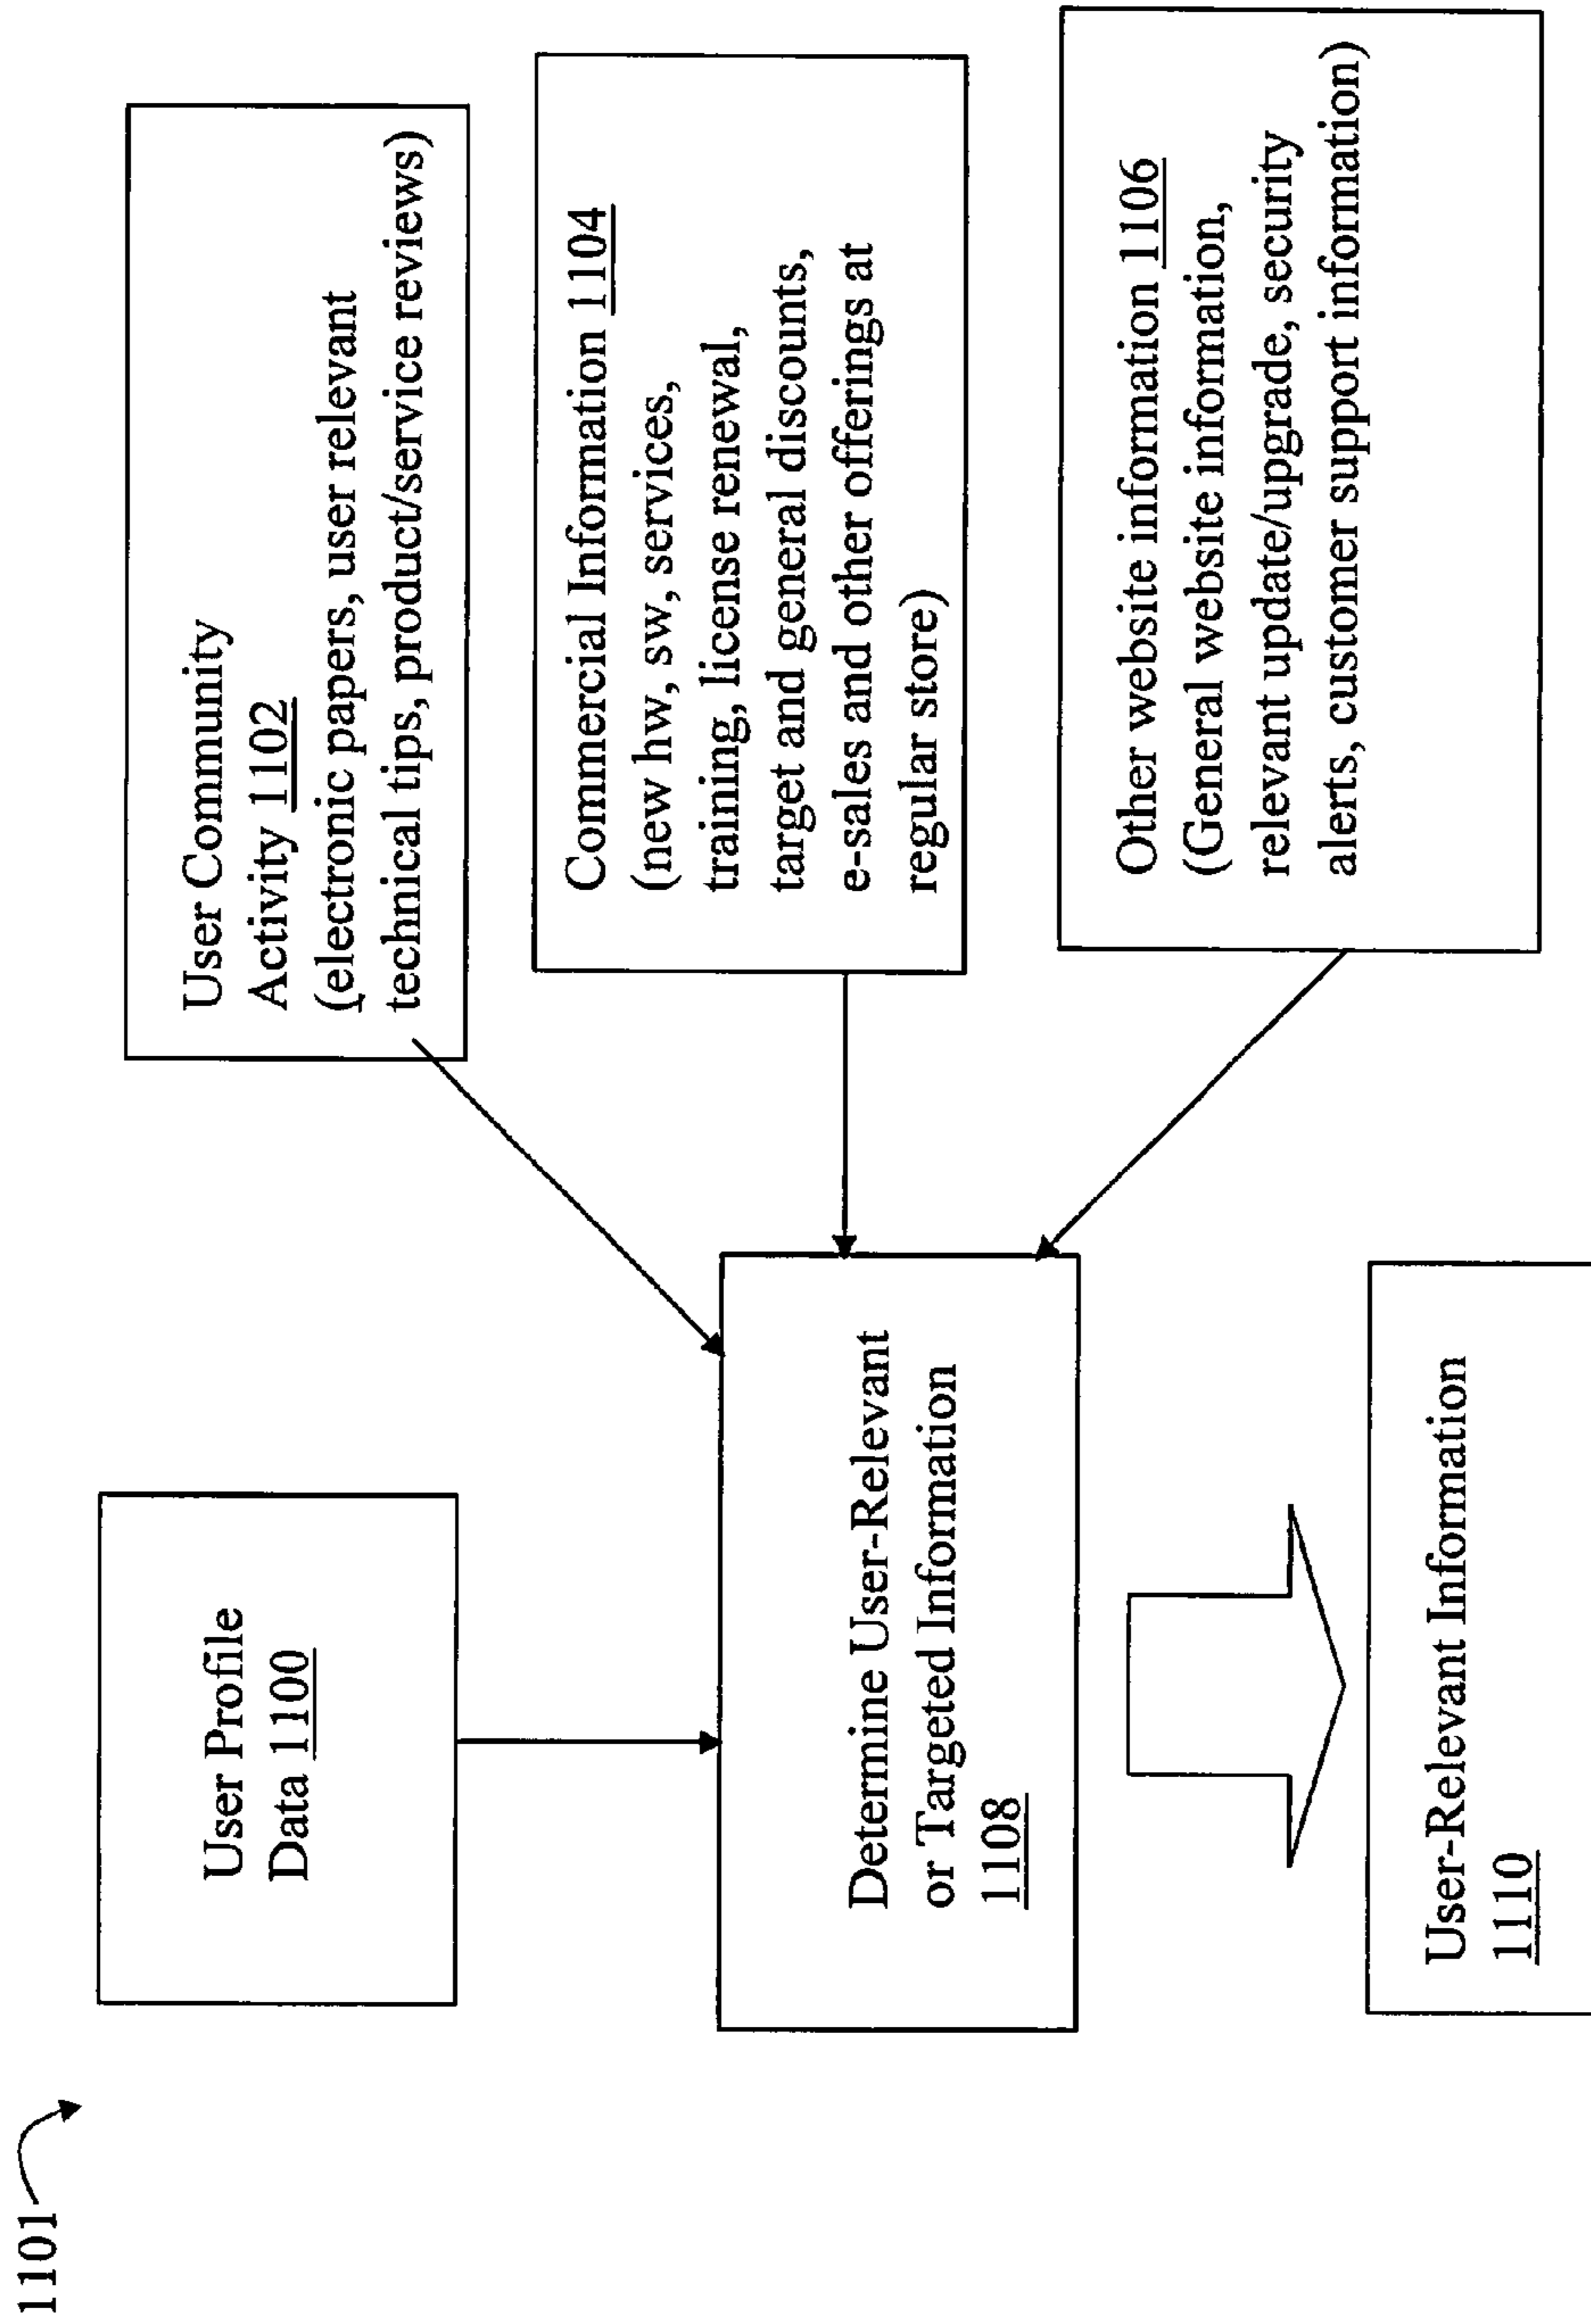 1101
User Profile
Data 1100
User Community
Activity 1102
(electronic papers, user relevant
technical tips, product/service reviews)
Commercial Information 1104
(new hw, sw, services,
training, license renewal,
target and general discounts,
e-sales and other offerings at
regular store)
Other website information 1106
(General website information,
relevant update/upgrade, security
alerts, customer support information)
Determine User-Relevant
or Targeted Information
1108
User-Relevant Information
1110